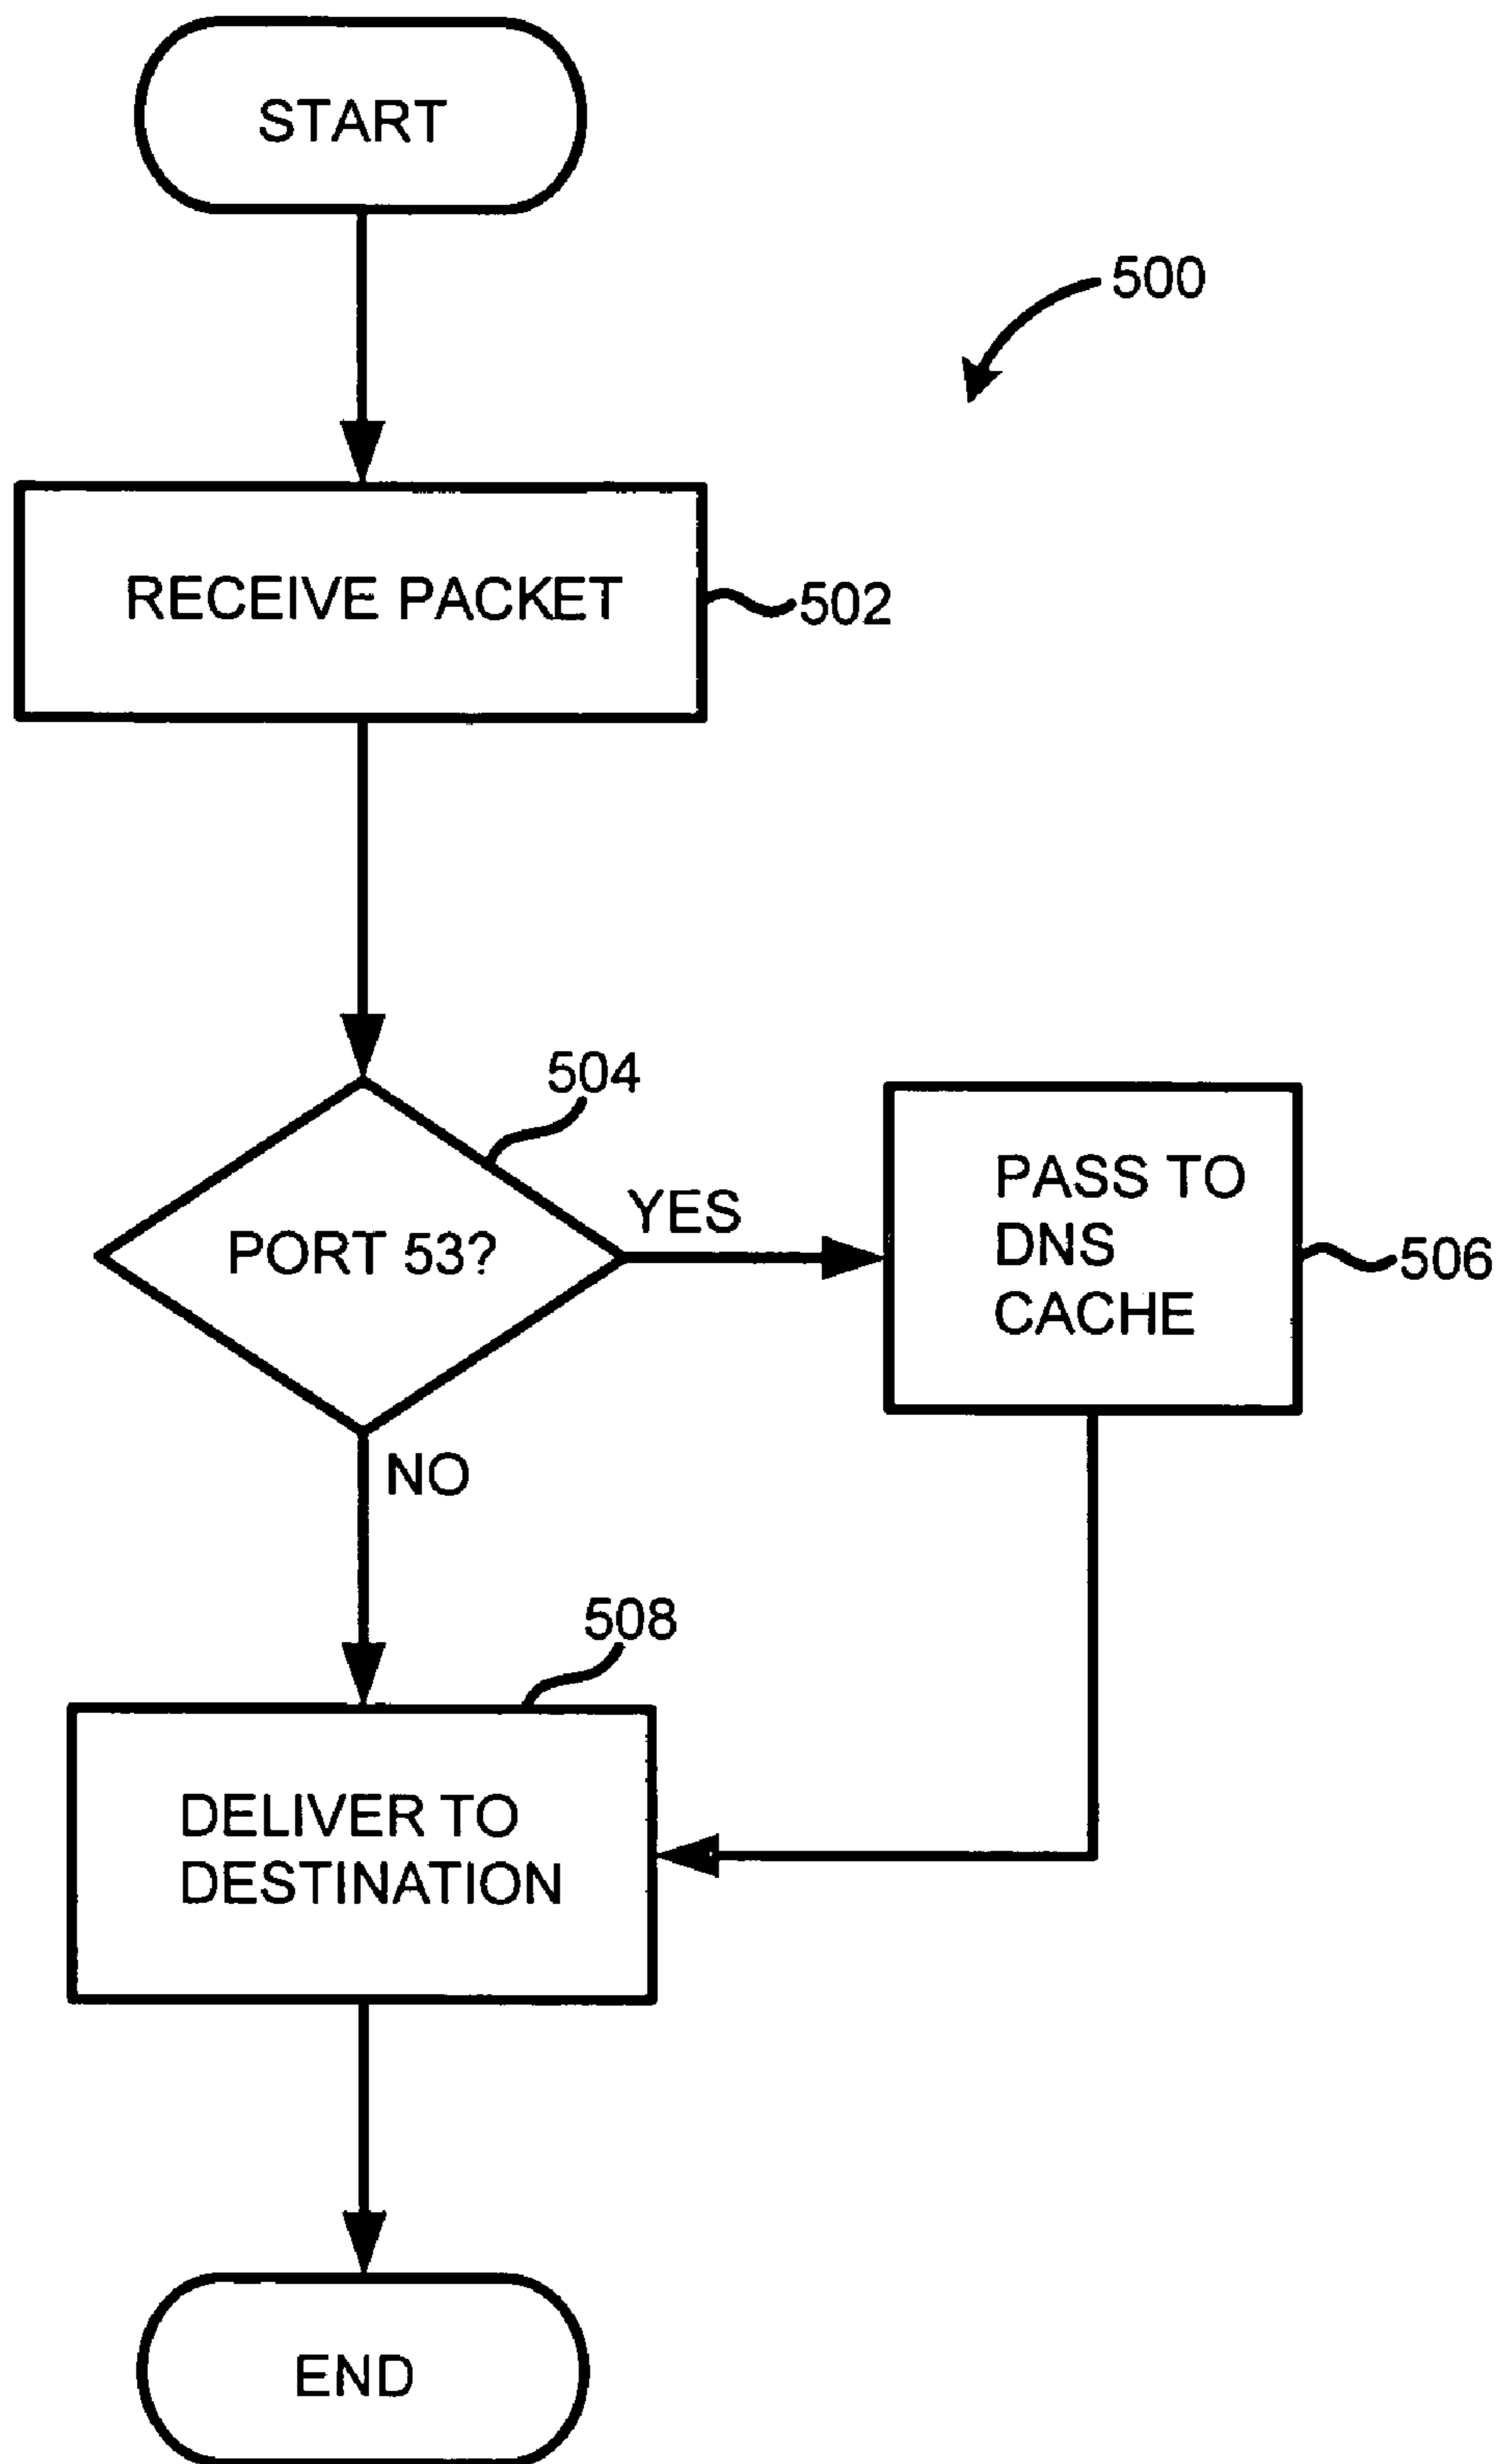 START
500
RECEIVE PACKET
502
504
PORT 53?
YES
PASS TO
DNS
CACHE
506
NO
508
DELIVER TO
DESTINATION
END